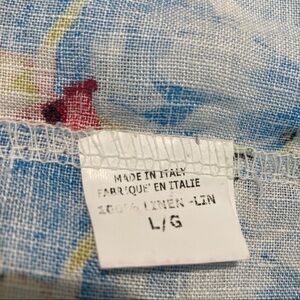 MADE IN ITALY
FABRIQUE' EN ITALIE
100% LINEN -LIN
L/G